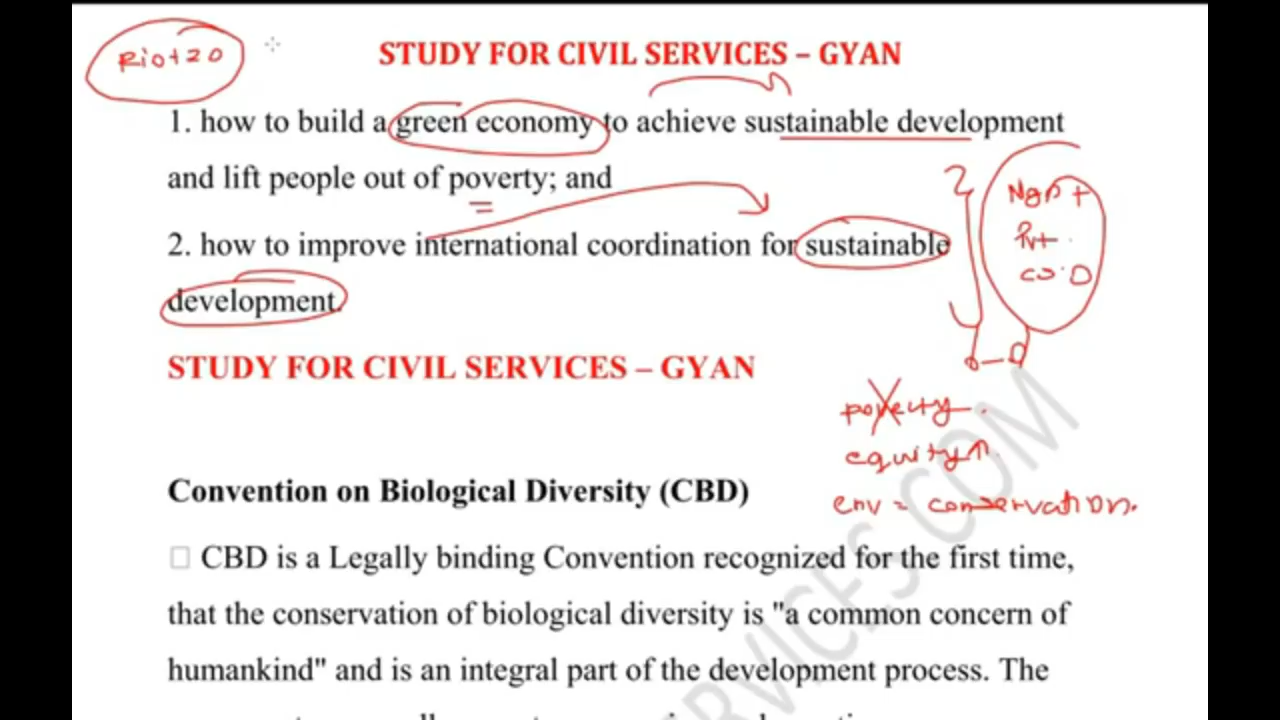 Rio+20
STUDY FOR CIVIL SERVICES – GYAN
1. how to build a green economy to achieve sustainable development
and lift people out of poverty; and
2. how to improve international coordination for sustainable
development.
Ngo +
Pvt.
STUDY FOR CIVIL SERVICES – GYAN
poverty
equity↑
env = conservation.
Convention on Biological Diversity (CBD)
CBD is a Legally binding Convention recognized for the first time,
that the conservation of biological diversity is "a common concern of
humankind" and is an integral part of the development process. The